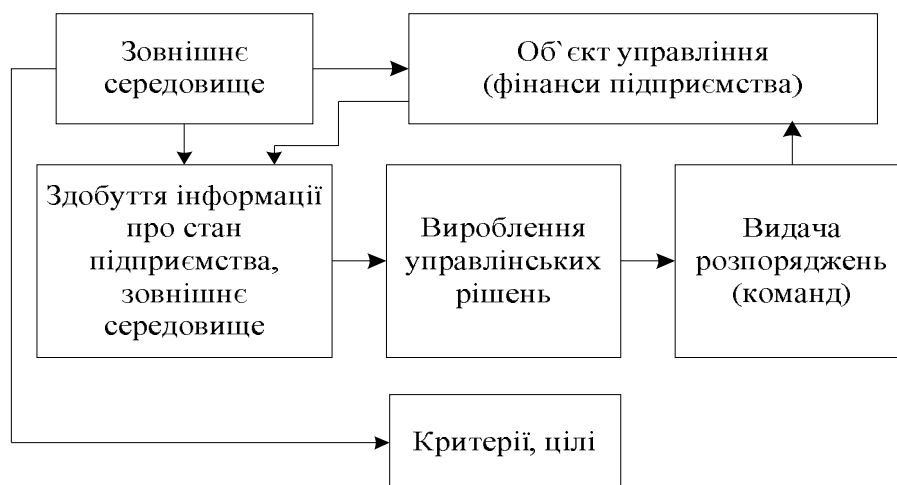 Зовнішнє
середовище
Об`єкт управління
(фінанси підприємства)
Здобуття інформації
про стан
підприємства,
зовнішнє
середовище
Вироблення
управлінських
рішень
Видача
розпоряджень
(команд)
Критерії, цілі